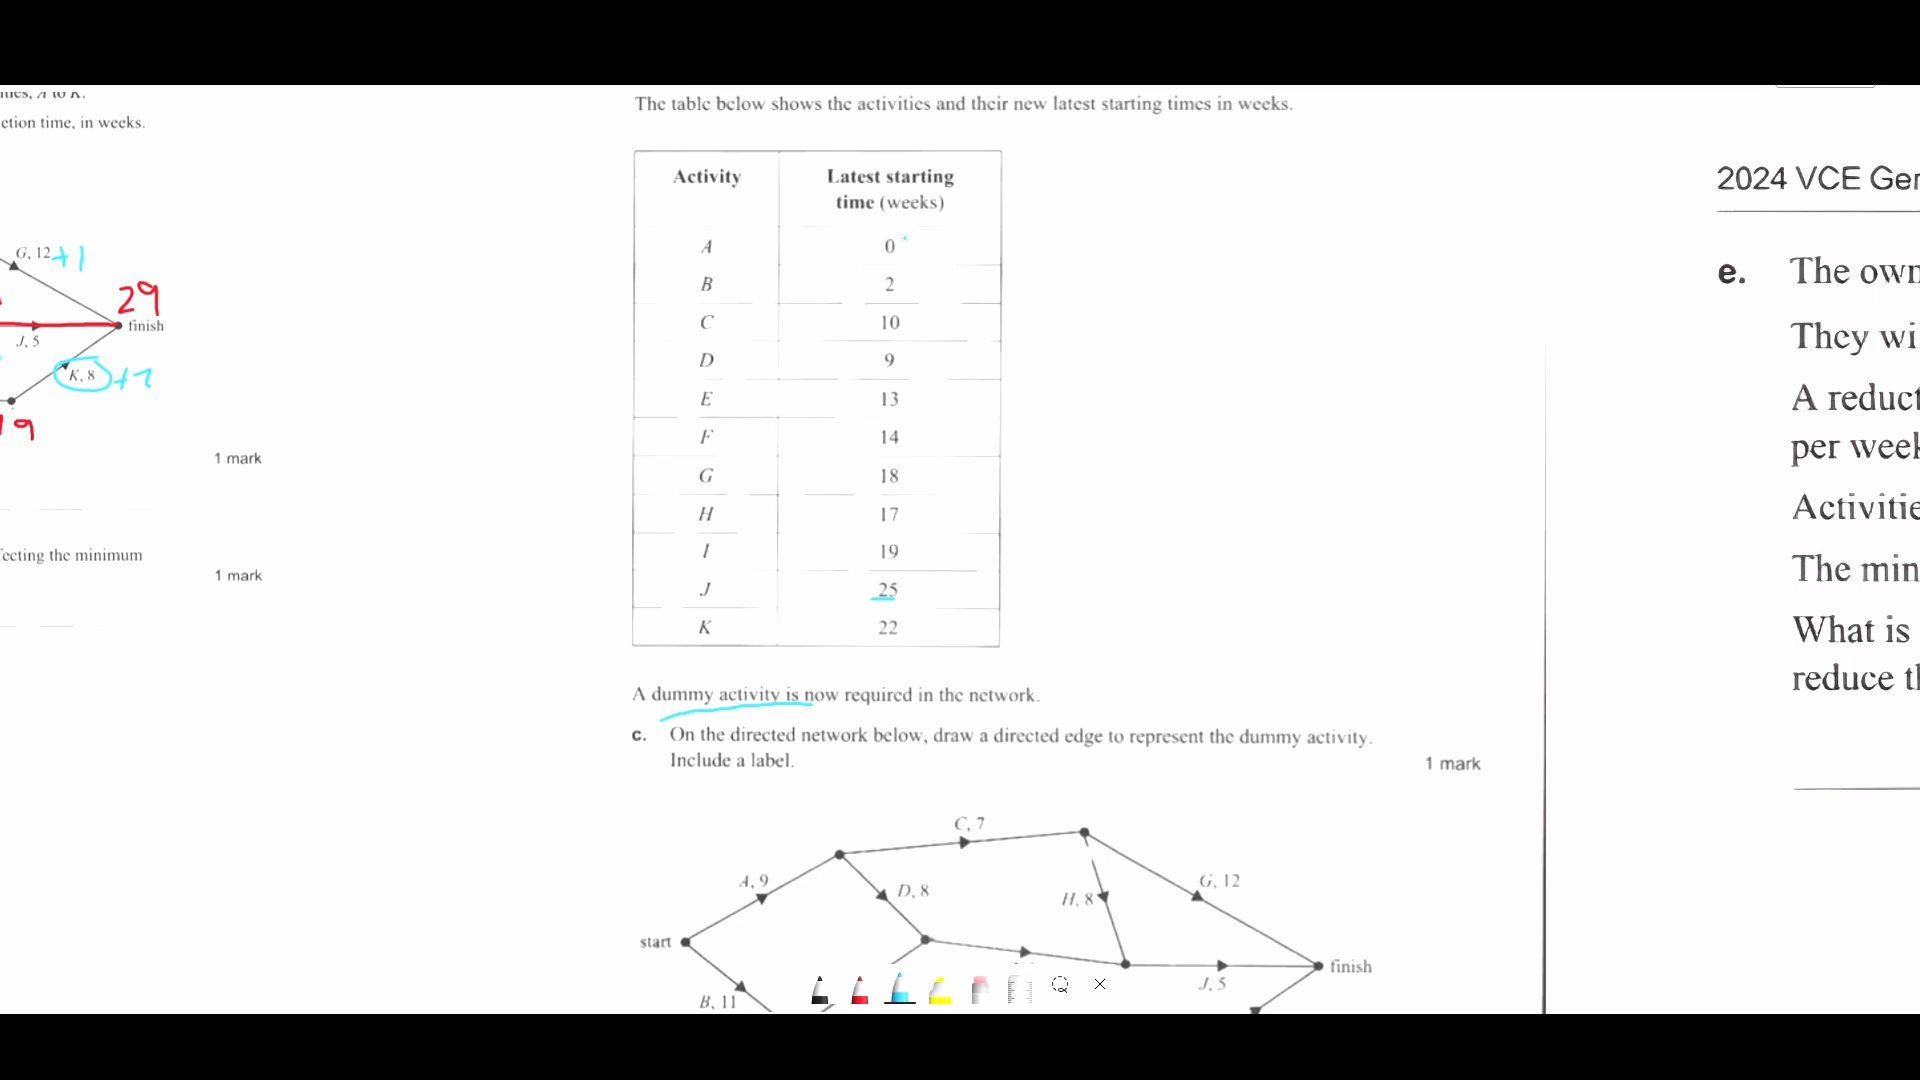 etion time, in weeks.
G, 12 +1
29
finish
J, 5
K, 8
19
1 mark
fecting the minimum
1 mark
The table below shows the activities and their new latest starting times in weeks.
Activity Latest starting time (weeks)
A 0
B 2
C 10
D 9
E 13
F 14
G 18
H 17
I 19
J 25
K 22
A dummy activity is now required in the network.
c. On the directed network below, draw a directed edge to represent the dummy activity.
Include a label.
1 mark
C, 7
A, 9
D, 8
H, 8
G, 12
start
finish
J, 5
B, 11
2024 VCE Ger
e. The own
They wi
A reduct
per week
Activitie
The min
What is
reduce th